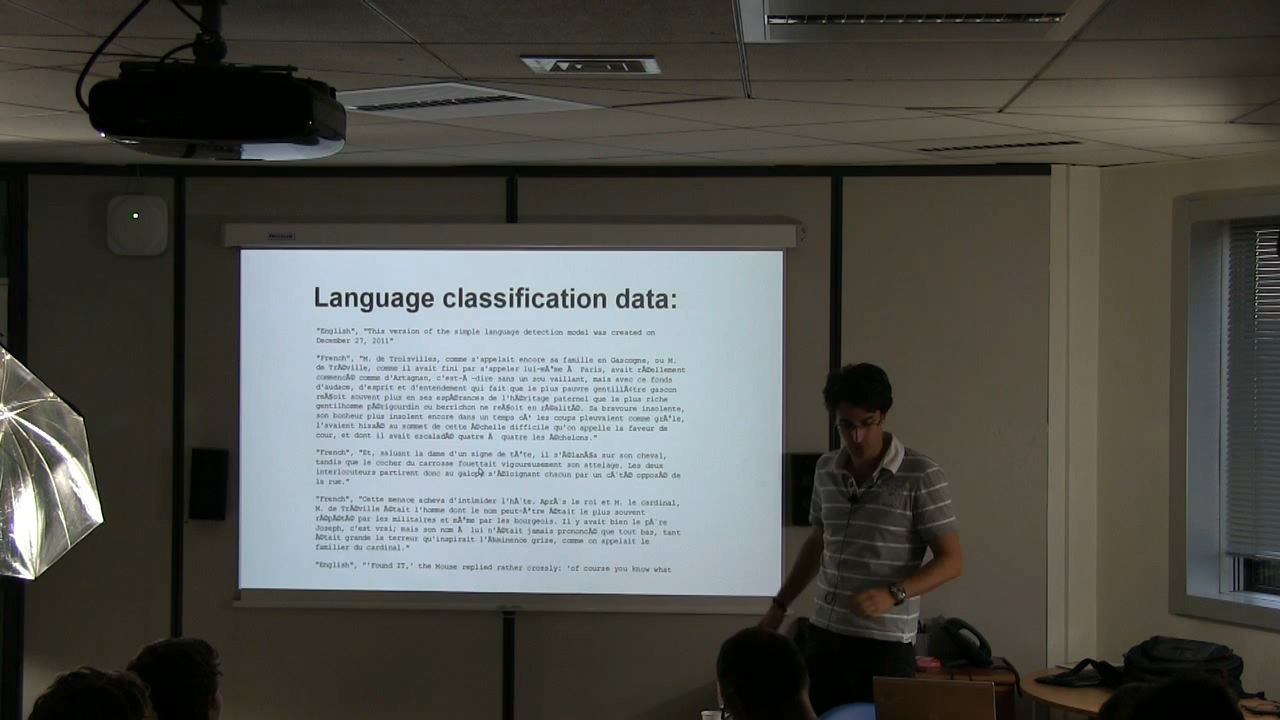 Language classification data:
"English", "This version of the simple language detection model was created on
December 27, 2011"
"French", "M. de Troisvilles, comme s'appelait encore sa famille en Gascogne, ou M.
de TrÃ©ville, comme il avait fini par s'appeler lui-mÃªme Ã  Paris, avait rÃ©ellement
commencÃ© comme d'Artagnan, c'est-Ã -dire sans un sou vaillant, mais avec ce fonds
d'audace, d'esprit et d'entendement qui fait que le plus pauvre gentillÃ¢tre gascon
reÃ§oit souvent plus en ses espÃ©rances de l'hÃ©ritage paternel que le plus riche
gentilhomme pÃ©rigourdin ou berrichon ne reÃ§oit en rÃ©alitÃ©. Sa bravoure insolente,
son bonheur plus insolent encore dans un temps oÃ¹ les coups pleuvaient comme grÃªle,
l'avaient hissÃ© au sommet de cette Ã©chelle difficile qu'on appelle la faveur de
cour, et dont il avait escaladÃ© quatre Ã  quatre les Ã©chelons."
"French", "Et, saluant la dame d'un signe de tÃªte, il s'Ã©lanÃ§a sur son cheval,
tandis que le cocher du carrosse fouettait vigoureusement son attelage. Les deux
interlocuteurs partirent donc au galop, s'Ã©loignant chacun par un cÃ´tÃ© opposÃ© de
la rue."
"French", "Cette menace acheva d'intimider l'hÃ´te. AprÃ¨s le roi et M. le cardinal,
M. de TrÃ©ville Ã©tait l'homme dont le nom peut-Ãªtre Ã©tait le plus souvent
rÃ©pÃ©tÃ© par les militaires et mÃªme par les bourgeois. Il y avait bien le pÃ¨re
Joseph, c'est vrai; mais son nom Ã  lui n'Ã©tait jamais prononcÃ© que tout bas, tant
Ã©tait grande la terreur qu'inspirait l'Ã‰minence grise, comme on appelait le
familier du cardinal."
"English", "'Found IT,' the Mouse replied rather crossly: 'of course you know what